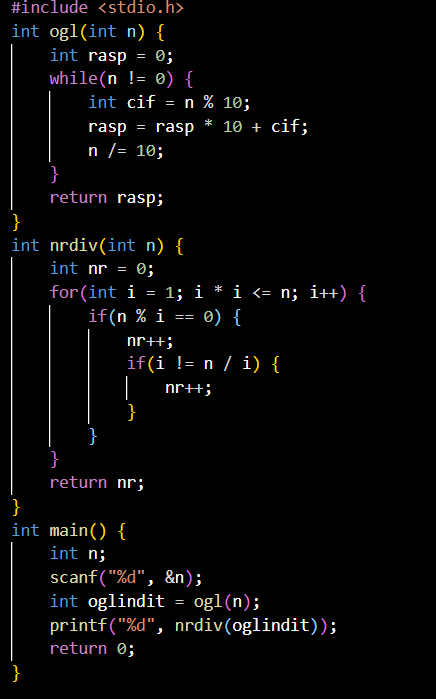 #include <stdio.h>
int ogl(int n) {
    int rasp = 0;
    while(n != 0) {
        int cif = n % 10;
        rasp = rasp * 10 + cif;
        n /= 10;
    }
    return rasp;
}
int nrdiv(int n) {
    int nr = 0;
    for(int i = 1; i * i <= n; i++) {
        if(n % i == 0) {
            nr++;
            if(i != n / i) {
                nr++;
            }
        }
    }
    return nr;
}
int main() {
    int n;
    scanf("%d", &n);
    int oglindit = ogl(n);
    printf("%d", nrdiv(oglindit));
    return 0;
}